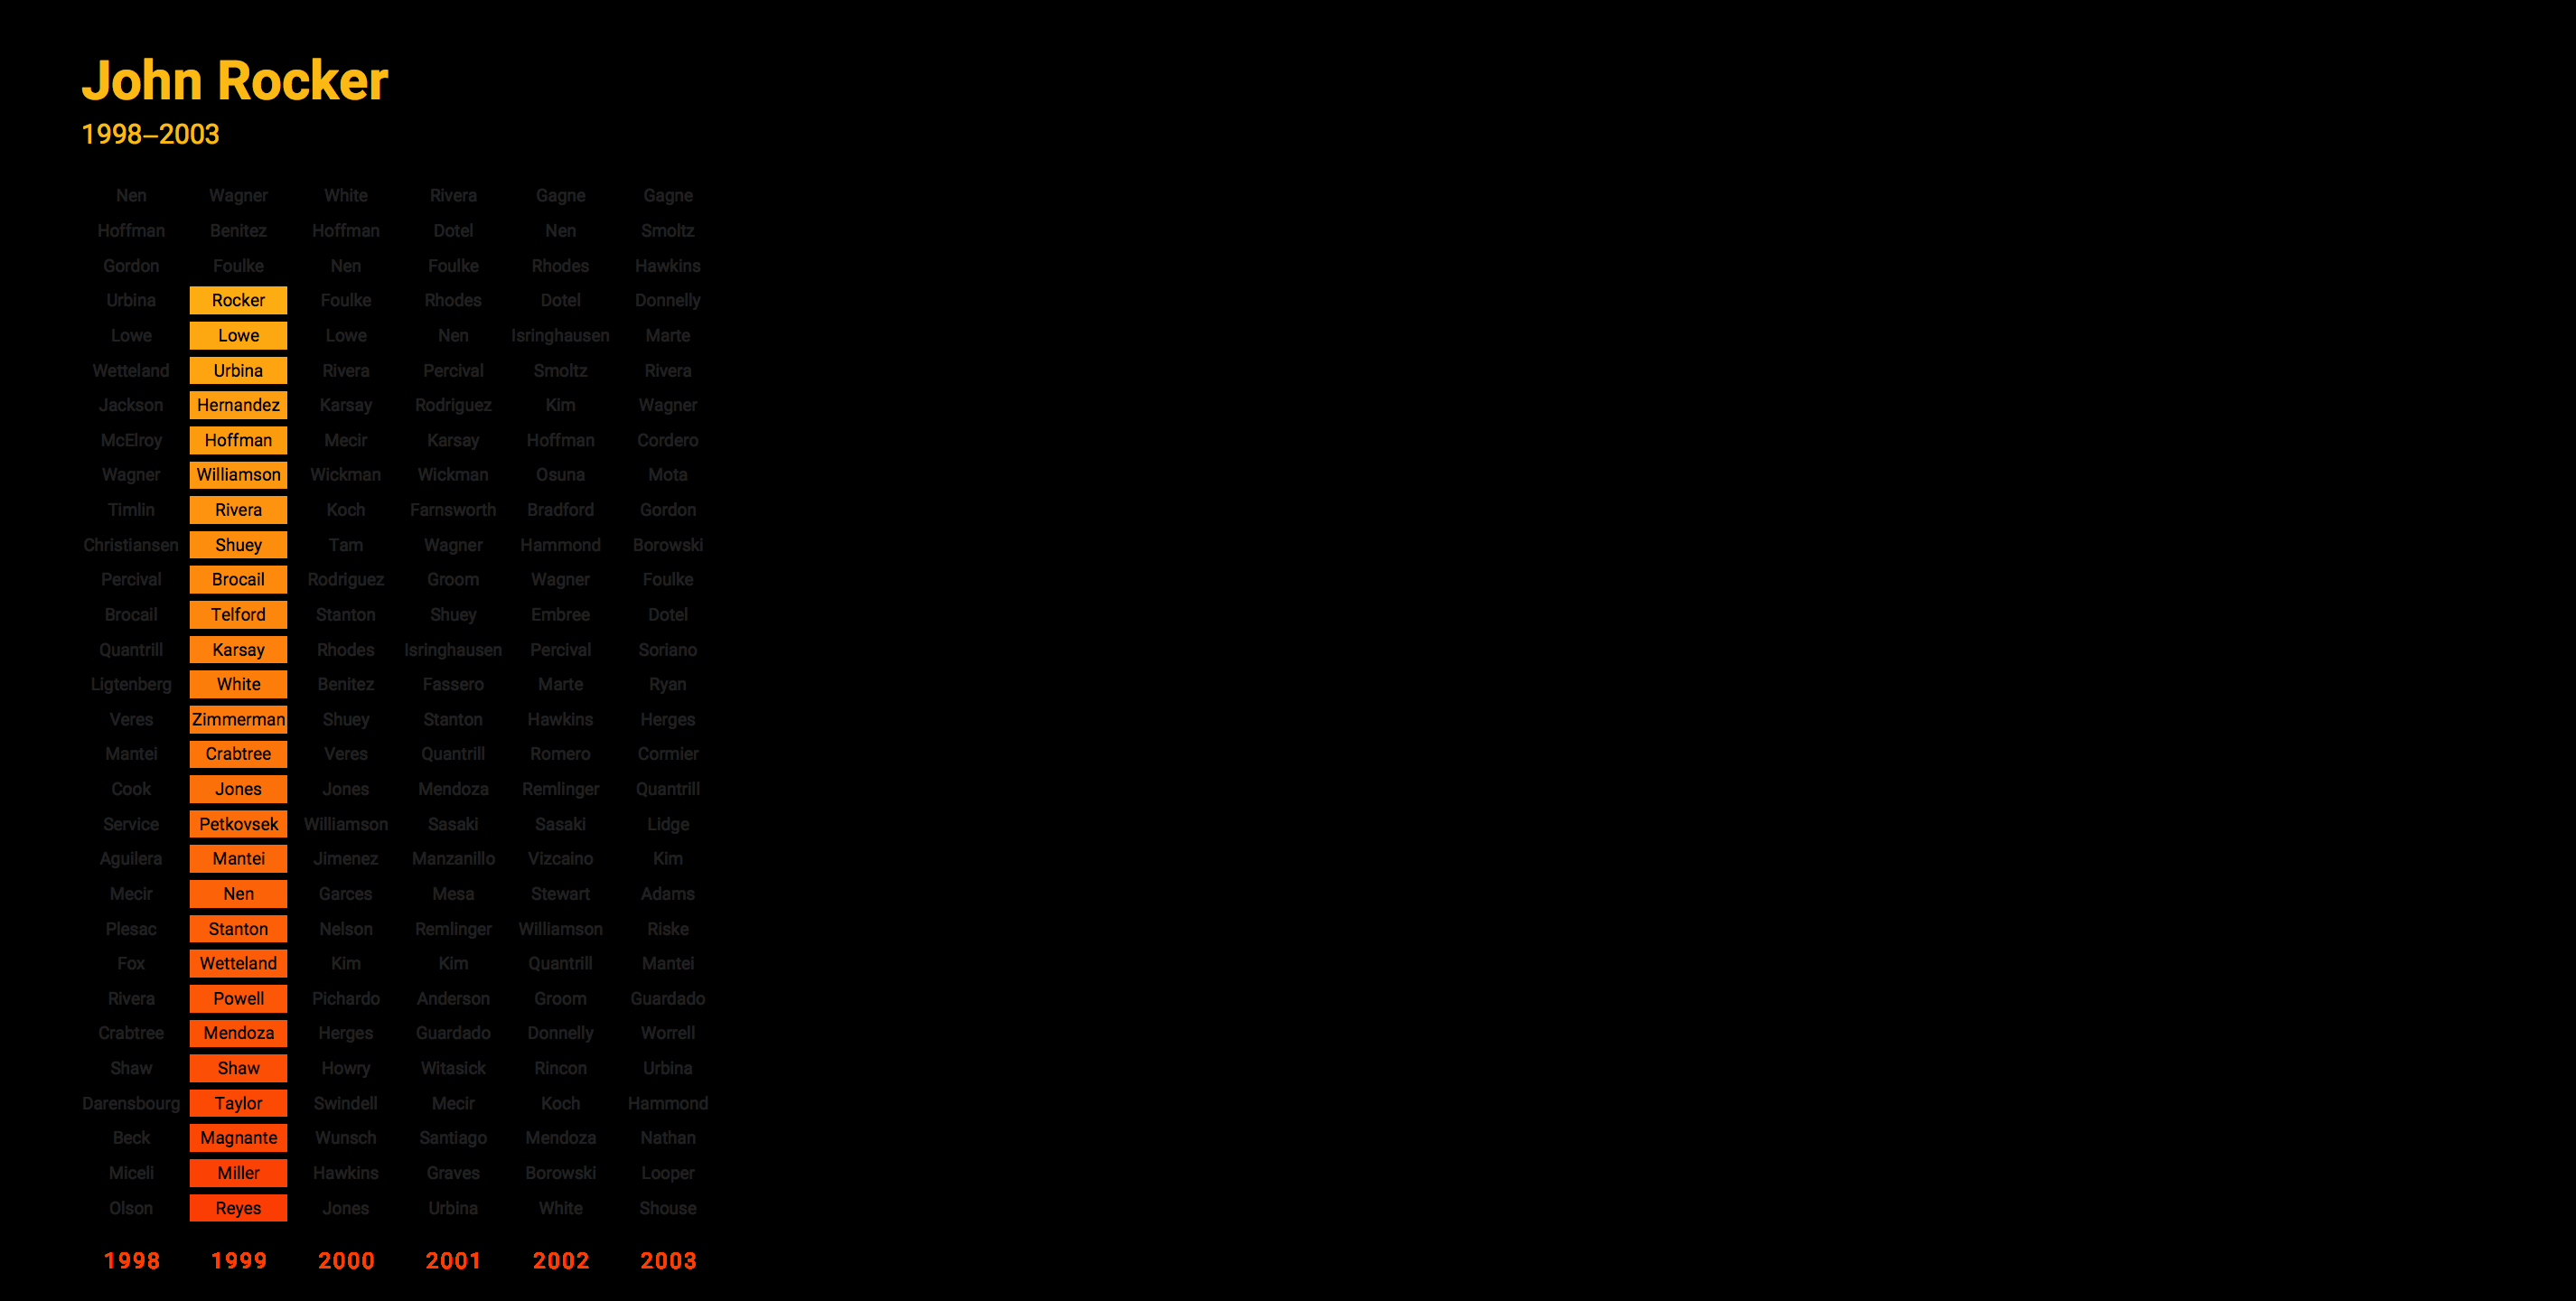 John Rocker
1998–2003
Nen Wagner White Rivera Gagne Gagne
Hoffman Benitez Hoffman Dotel Nen Smoltz
Gordon Foulke Nen Foulke Rhodes Hawkins
Urbina Rocker Foulke Rhodes Dotel Donnelly
Lowe Lowe Lowe Nen Isringhausen Marte
Wetteland Urbina Rivera Percival Smoltz Rivera
Jackson Hernandez Karsay Rodriguez Kim Wagner
McElroy Hoffman Mecir Karsay Hoffman Cordero
Wagner Williamson Wickman Wickman Osuna Mota
Timlin Rivera Koch Farnsworth Bradford Gordon
Christiansen Shuey Tam Wagner Hammond Borowski
Percival Brocail Rodriguez Groom Wagner Foulke
Brocail Telford Stanton Shuey Embree Dotel
Quantrill Karsay Rhodes Isringhausen Percival Soriano
Ligtenberg White Benitez Fassero Marte Ryan
Veres Zimmerman Shuey Stanton Hawkins Herges
Mantei Crabtree Veres Quantrill Romero Cormier
Cook Jones Jones Mendoza Remlinger Quantrill
Service Petkovsek Williamson Sasaki Sasaki Lidge
Aguilera Mantei Jimenez Manzanillo Vizcaino Kim
Mecir Nen Garces Mesa Stewart Adams
Plesac Stanton Nelson Remlinger Williamson Riske
Fox Wetteland Kim Kim Quantrill Mantei
Rivera Powell Pichardo Anderson Groom Guardado
Crabtree Mendoza Herges Guardado Donnelly Worrell
Shaw Shaw Howry Witasick Rincon Urbina
Darensbourg Taylor Swindell Mecir Koch Hammond
Beck Magnante Wunsch Santiago Mendoza Nathan
Miceli Miller Hawkins Graves Borowski Looper
Olson Reyes Jones Urbina White Shouse
1998 1999 2000 2001 2002 2003